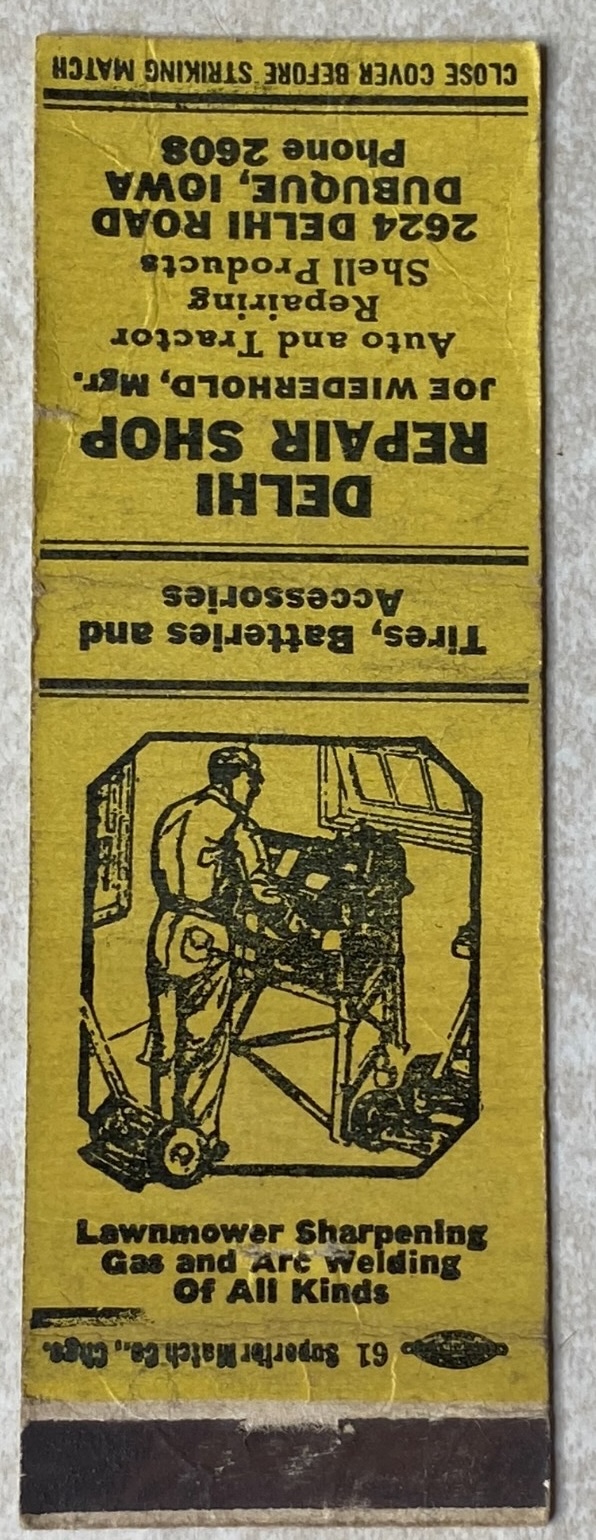 CLOSE COVER BEFORE STRIKING MATCH
DELHI
REPAIR SHOP
JOE WIEDERHOLD, Mgr.
Auto and Tractor
Repairing
Shell Products
2624 DELHI ROAD
DUBUQUE, IOWA
Phone 2608
Tires, Batteries and
Accessories
Lawnmower Sharpening
Gas and Arc Welding
Of All Kinds
61 Superior Match Co., Chgo.